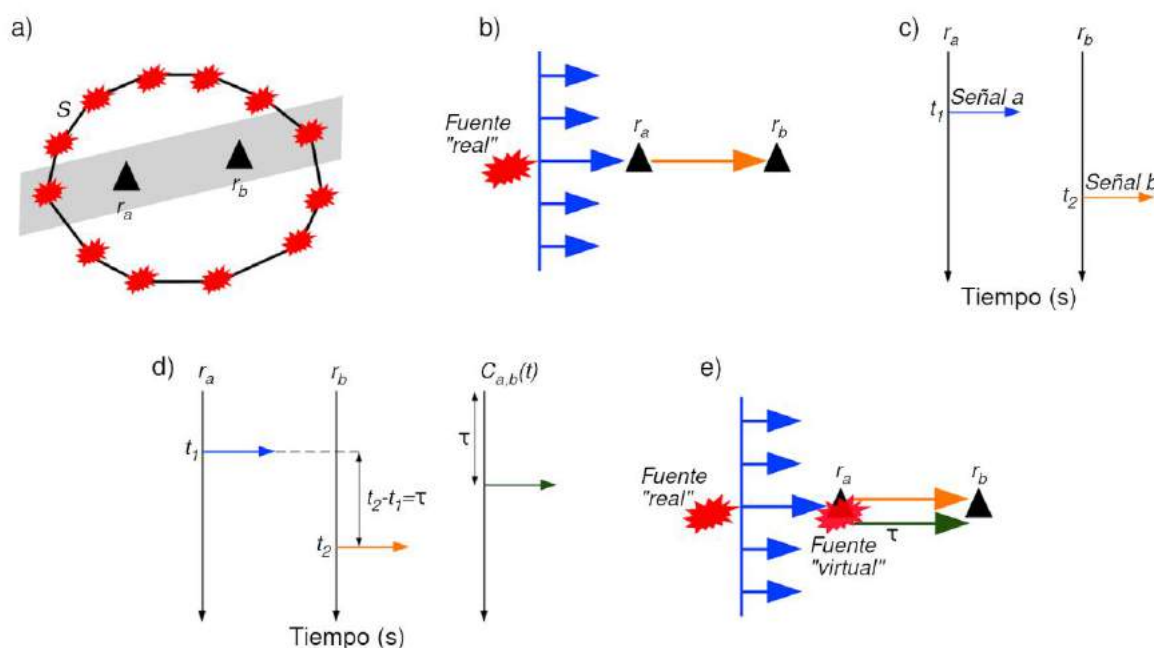 a)
S
r_a
r_b
b)
Fuente
"real"
r_a
r_b
c)
r_a
r_b
t_1
Señal a
t_2
Señal b
Tiempo (s)
d)
r_a
r_b
C_{a,b}(t)
t_1
τ
t_2-t_1=τ
t_2
Tiempo (s)
e)
Fuente
"real"
r_a
r_b
τ
Fuente
"virtual"